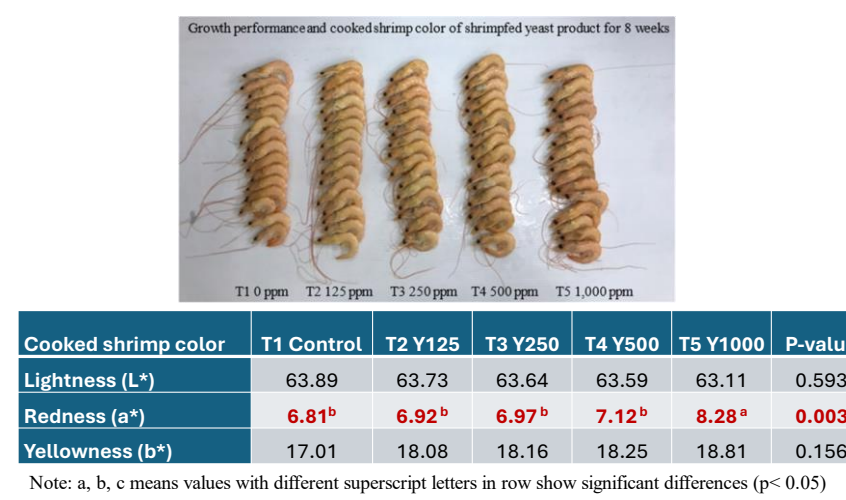 Growth performance and cooked shrimp color of shrimpfed yeast product for 8 weeks
T1 0 ppm T2 125 ppm T3 250 ppm T4 500 ppm T5 1,000 ppm
Cooked shrimp color T1 Control T2 Y125 T3 Y250 T4 Y500 T5 Y1000 P-valu
Lightness (L*) 63.89 63.73 63.64 63.59 63.11 0.593
Redness (a*) 6.81b 6.92b 6.97b 7.12b 8.28a 0.003
Yellowness (b*) 17.01 18.08 18.16 18.25 18.81 0.156
Note: a, b, c means values with different superscript letters in row show significant differences (p< 0.05)